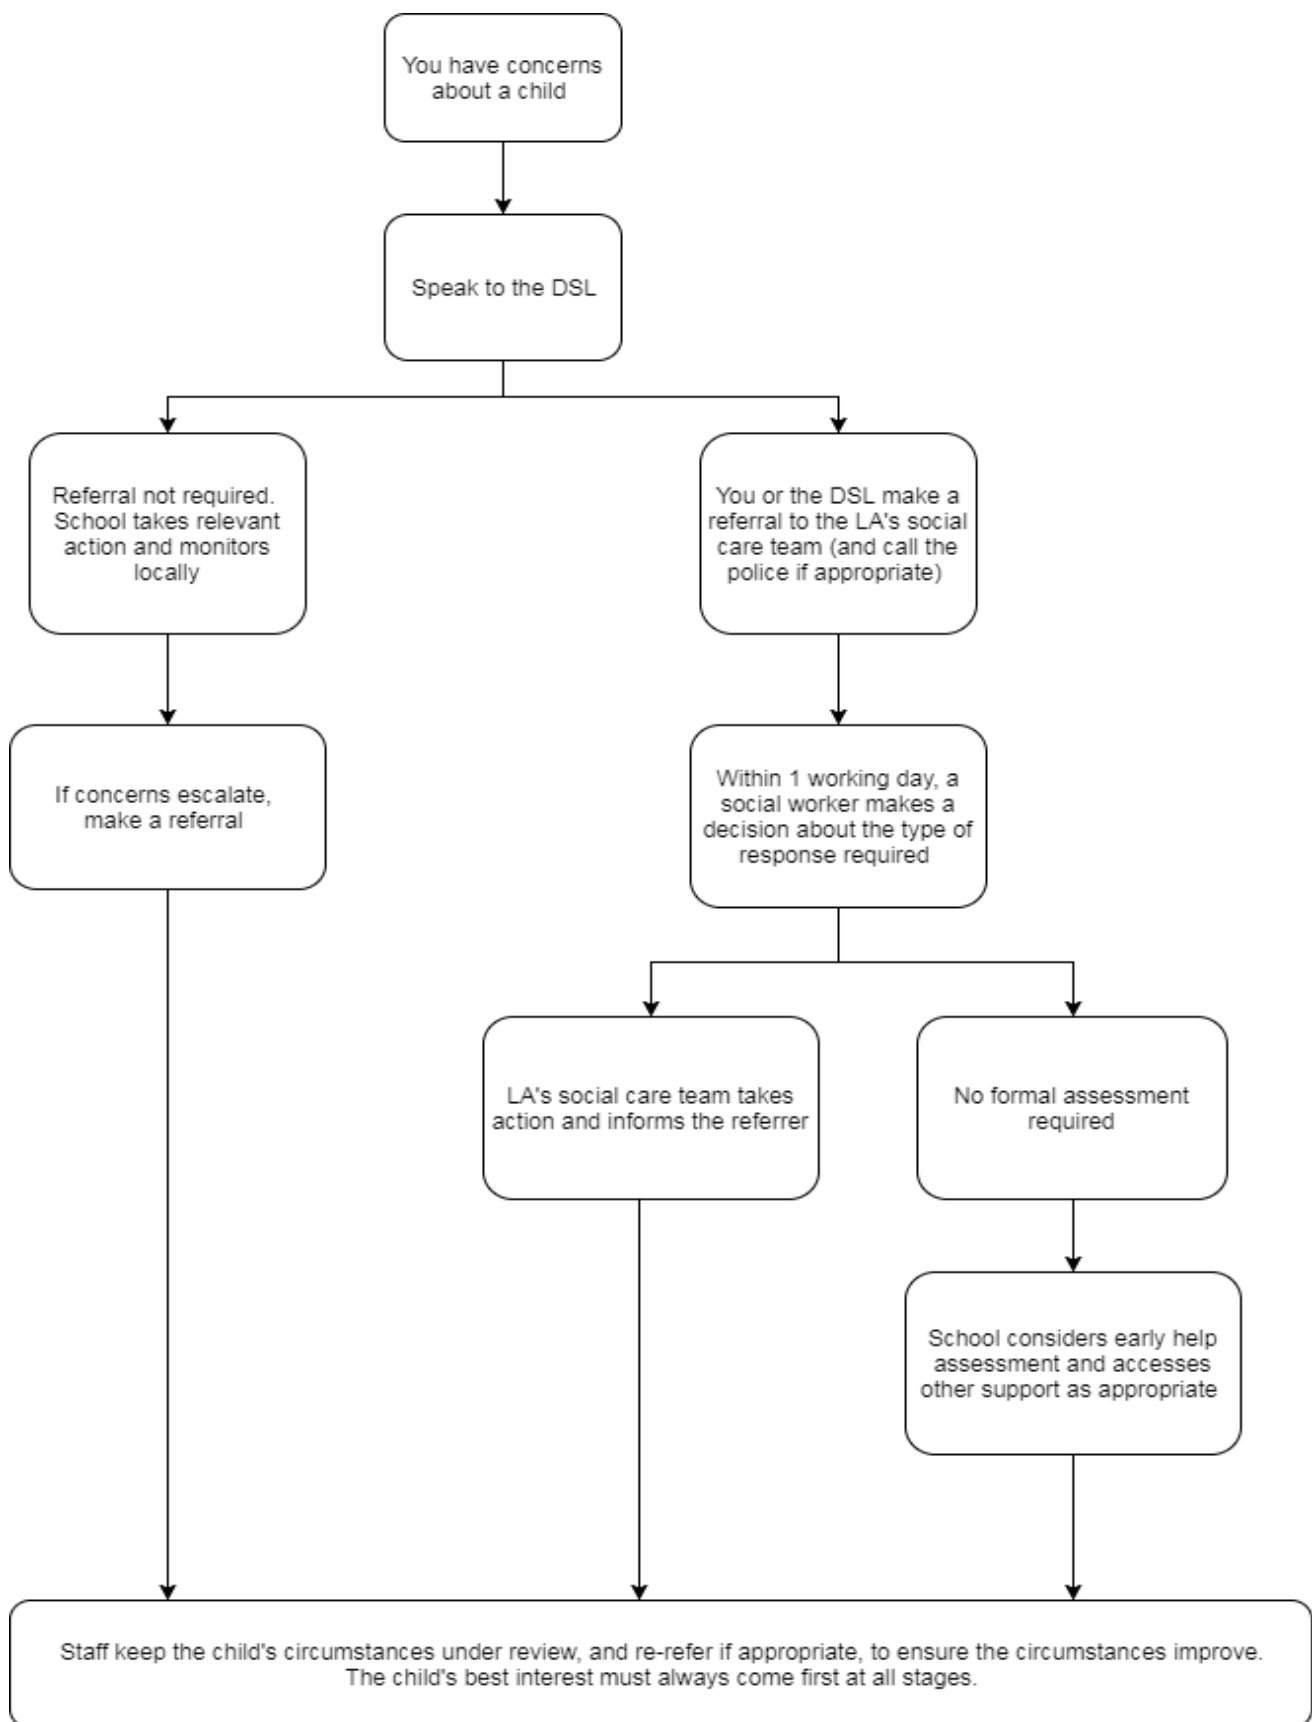 You have concerns
about a child
Speak to the DSL
Referral not required.
School takes relevant
action and monitors
locally
You or the DSL make a
referral to the LA's social
care team (and call the
police if appropriate)
If concerns escalate,
make a referral
Within 1 working day, a
social worker makes a
decision about the type of
response required
LA's social care team takes
action and informs the referrer
No formal assessment
required
School considers early help
assessment and accesses
other support as appropriate
Staff keep the child's circumstances under review, and re-refer if appropriate, to ensure the circumstances improve.
The child's best interest must always come first at all stages.